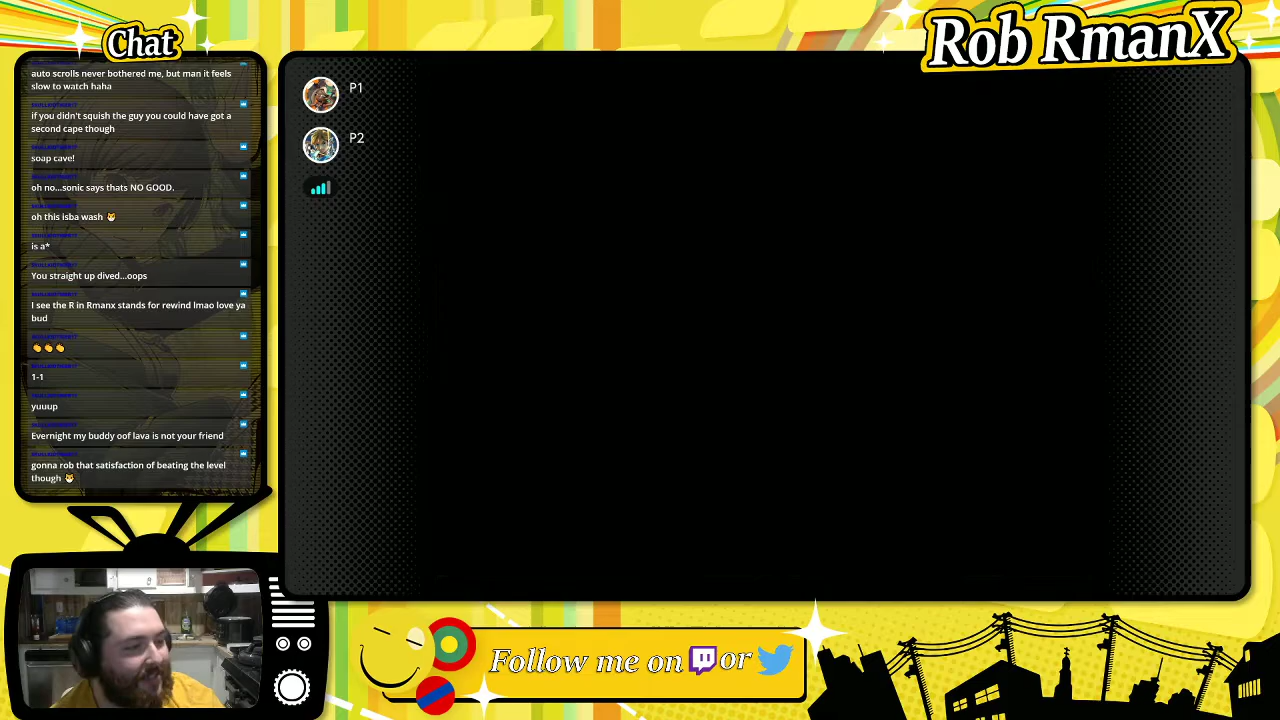 Chat
Rob RmanX
auto scrolls never bothered me, but man it feels
slow to watch haha
if you didn't squish the guy you could have got a
second cape though
soap cave!
oh no...sonic says thats NO GOOD.
oh this isba wash
is a*
You straight up dived...oops
I see the R in Rmanx stands for rewind lmao love ya
bud
1-1
yuuup
Evernight my buddy oof lava is not your friend
gonna rob that satisfaction of beating the level
though
P1
P2
Follow me on or